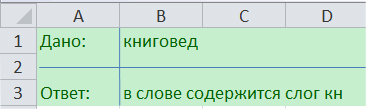 A B C D
1 Дано: книговед
2
3 Ответ: в слове содержится слог кн